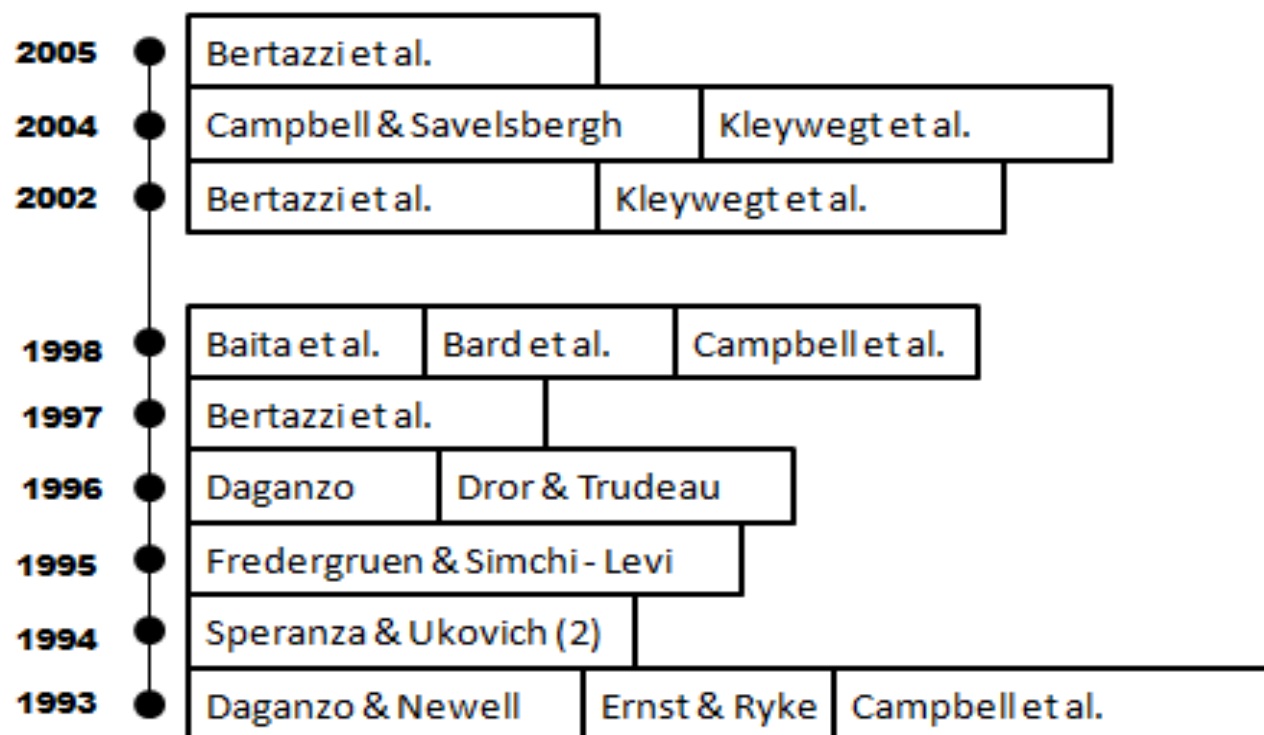 2005 Bertazzi et al.
2004 Campbell & Savelsbergh Kleywegt et al.
2002 Bertazzi et al. Kleywegt et al.
1998 Baita et al. Bard et al. Campbell et al.
1997 Bertazzi et al.
1996 Daganzo Dror & Trudeau
1995 Fredergruen & Simchi - Levi
1994 Speranza & Ukovich (2)
1993 Daganzo & Newell Ernst & Ryke Campbell et al.